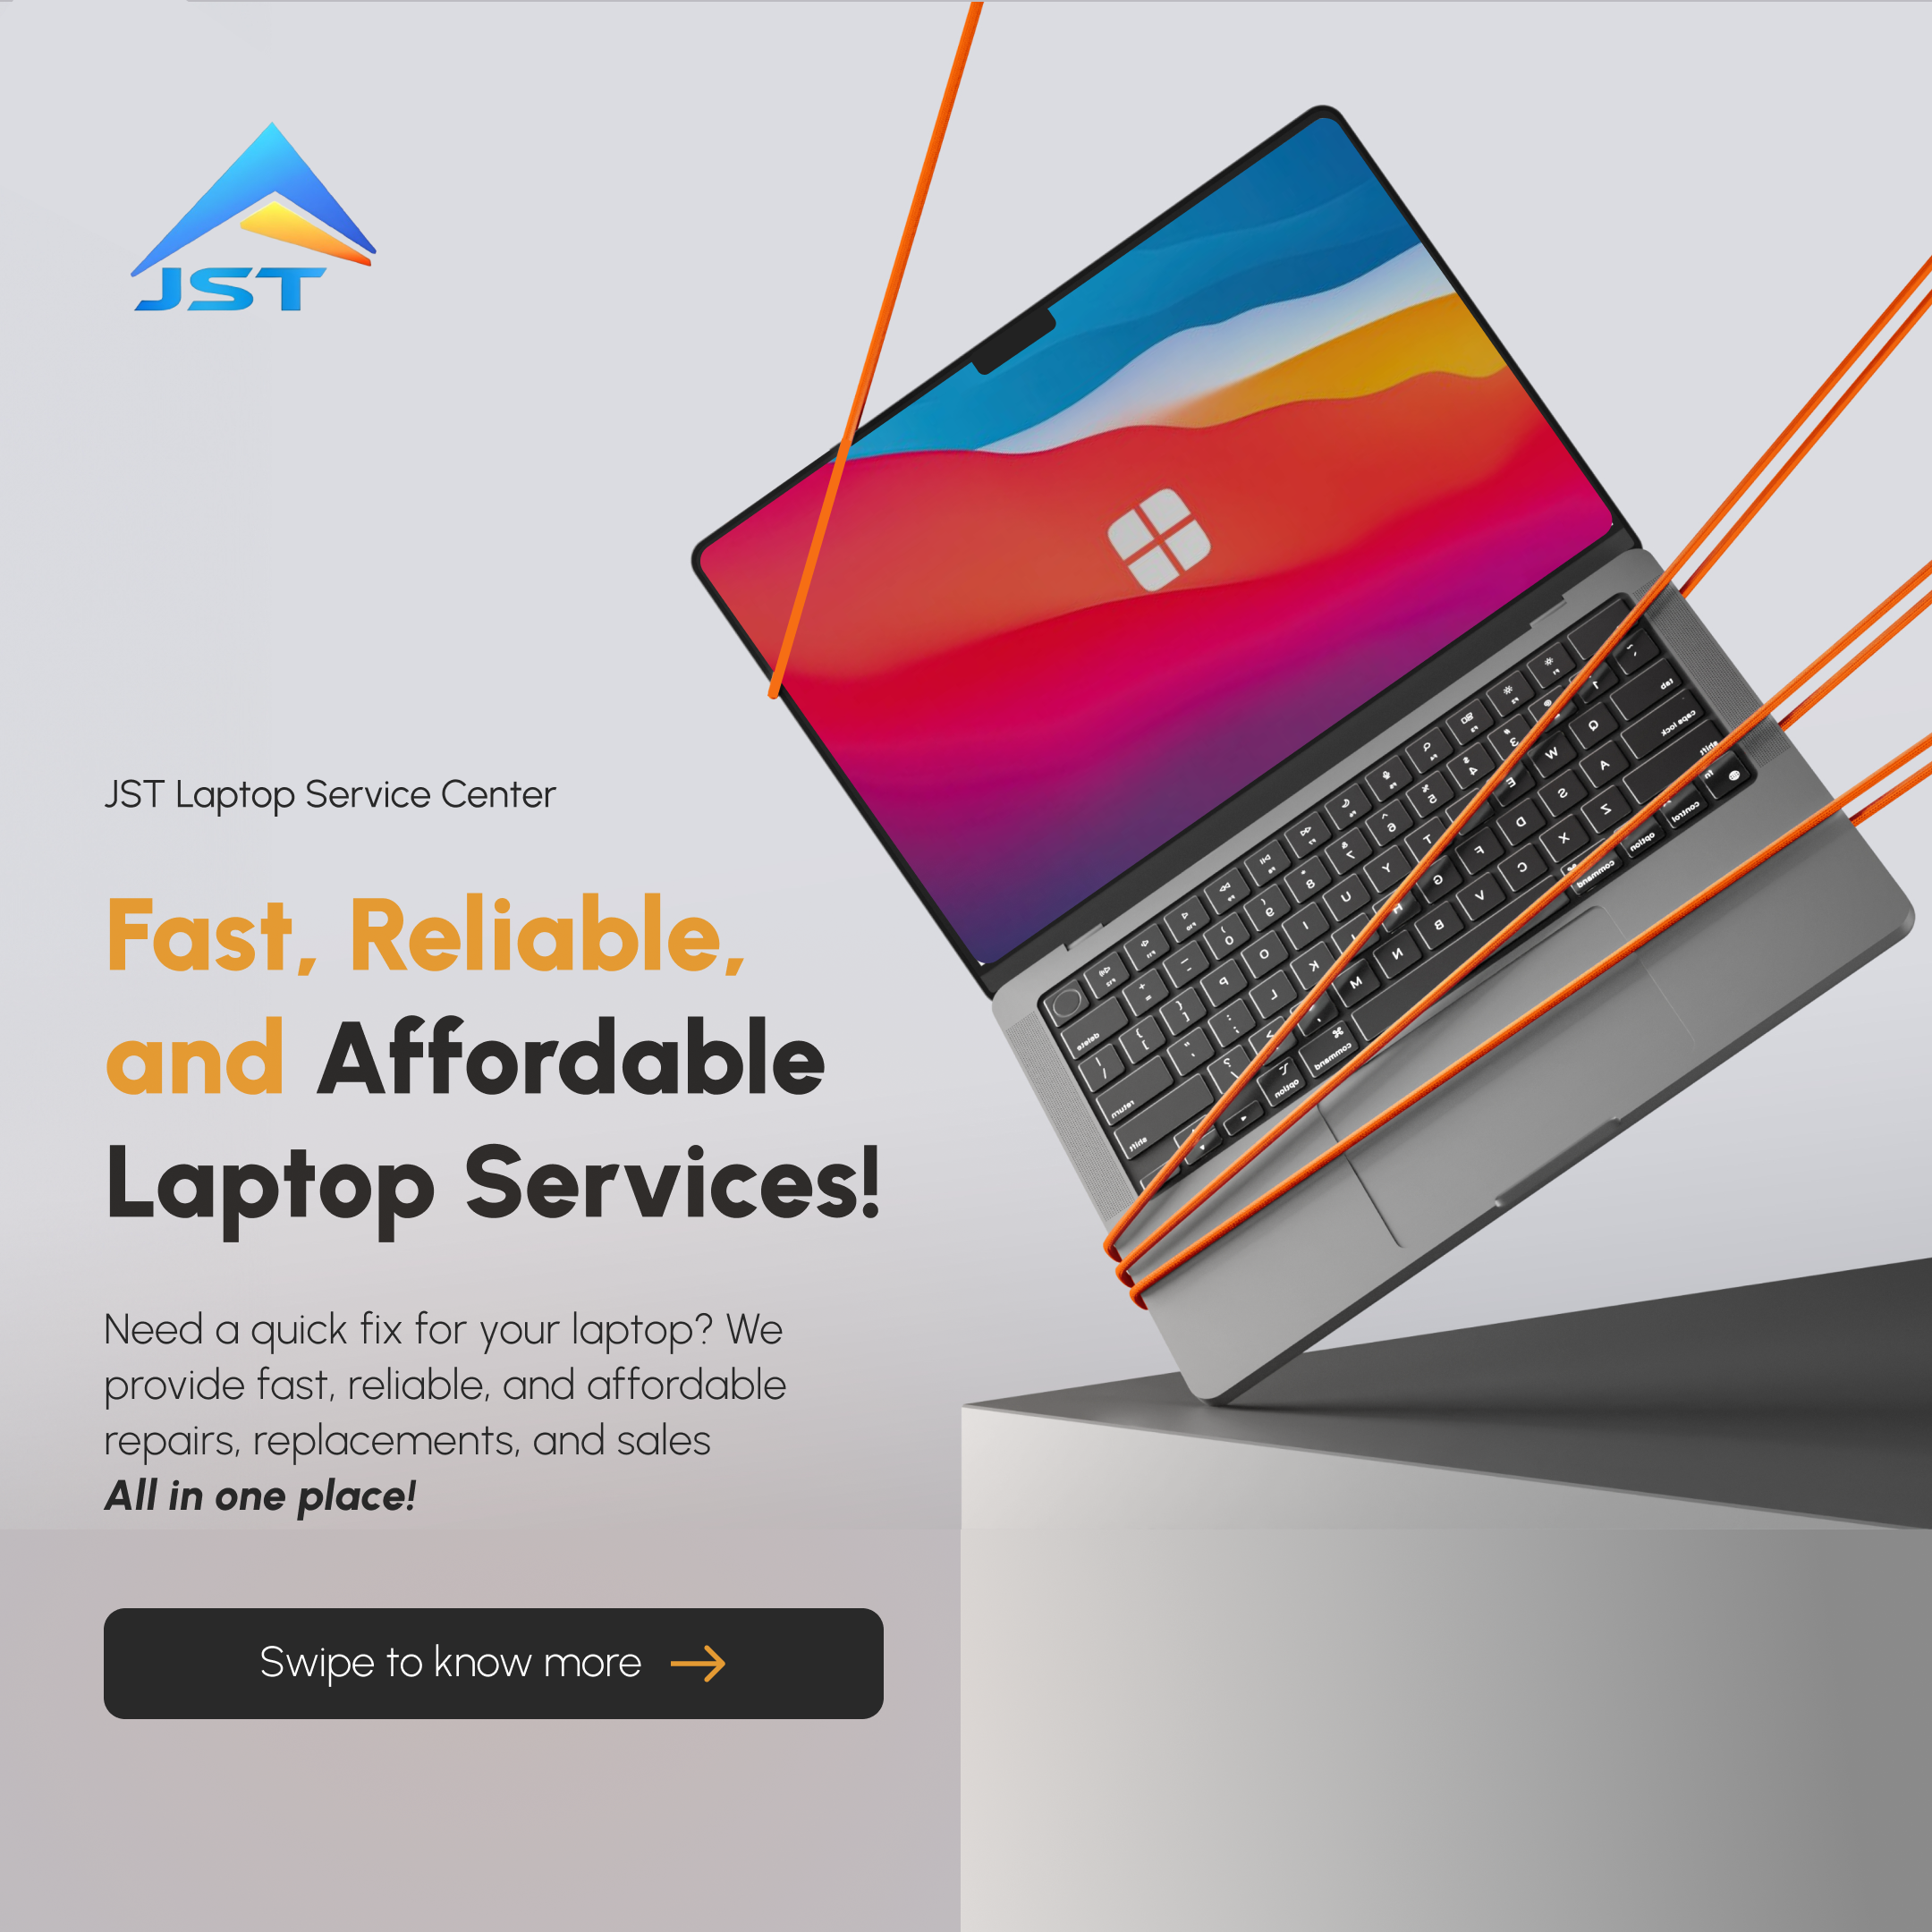 JST
JST Laptop Service Center
Fast, Reliable,
and Affordable
Laptop Services!
Need a quick fix for your laptop? We
provide fast, reliable, and affordable
repairs, replacements, and sales
All in one place!
Swipe to know more